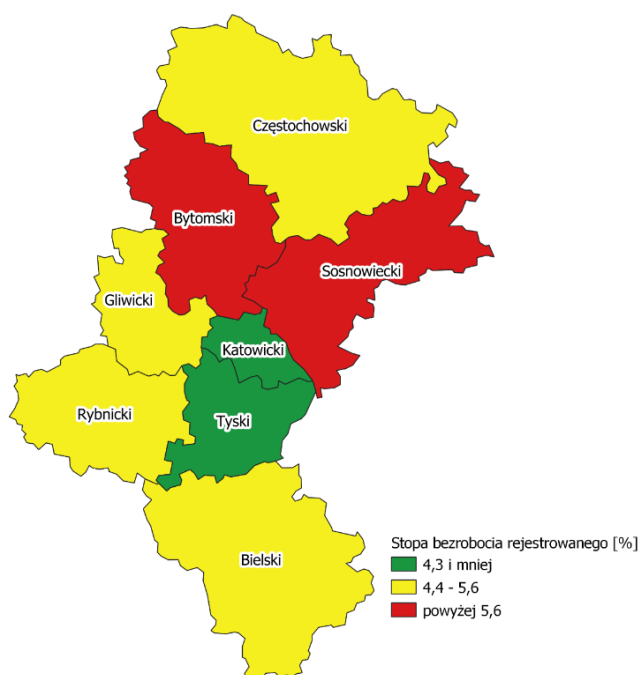 Częstochowski
Bytomski
Sosnowiecki
Gliwicki
Katowicki
Rybnicki
Tyski
Bielski
Stopa bezrobocia rejestrowanego [%]
4,3 i mniej
4,4 - 5,6
powyżej 5,6